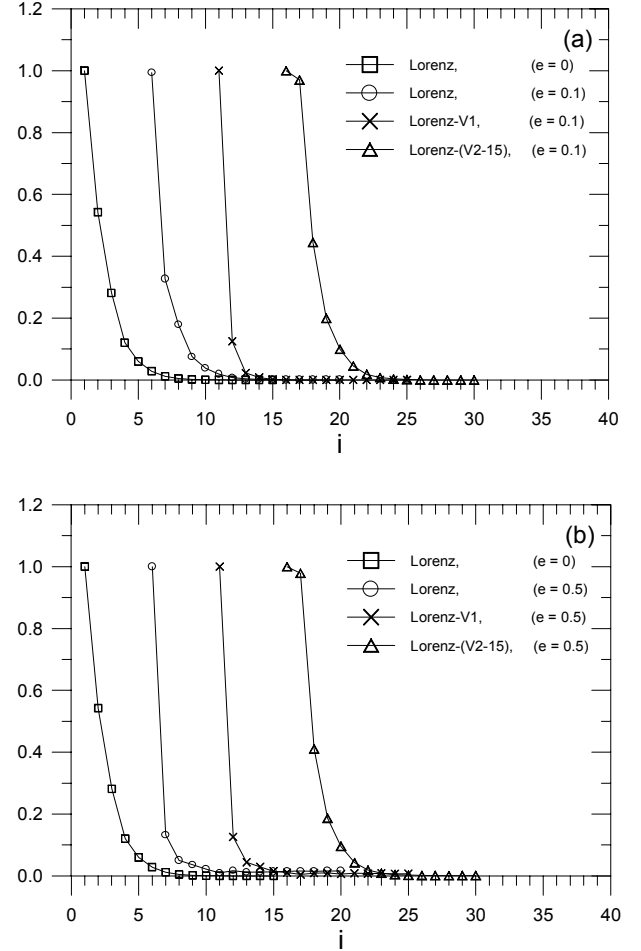 1.2
(a)
Lorenz, (e = 0)
1.0
Lorenz, (e = 0.1)
Lorenz-V1, (e = 0.1)
0.8
Lorenz-(V2-15), (e = 0.1)
0.6
0.4
0.2
0.0
0 5 10 15 20 25 30 35 40
i
1.2
(b)
Lorenz, (e = 0)
1.0
Lorenz, (e = 0.5)
Lorenz-V1, (e = 0.5)
0.8
Lorenz-(V2-15), (e = 0.5)
0.6
0.4
0.2
0.0
0 5 10 15 20 25 30 35 40
i